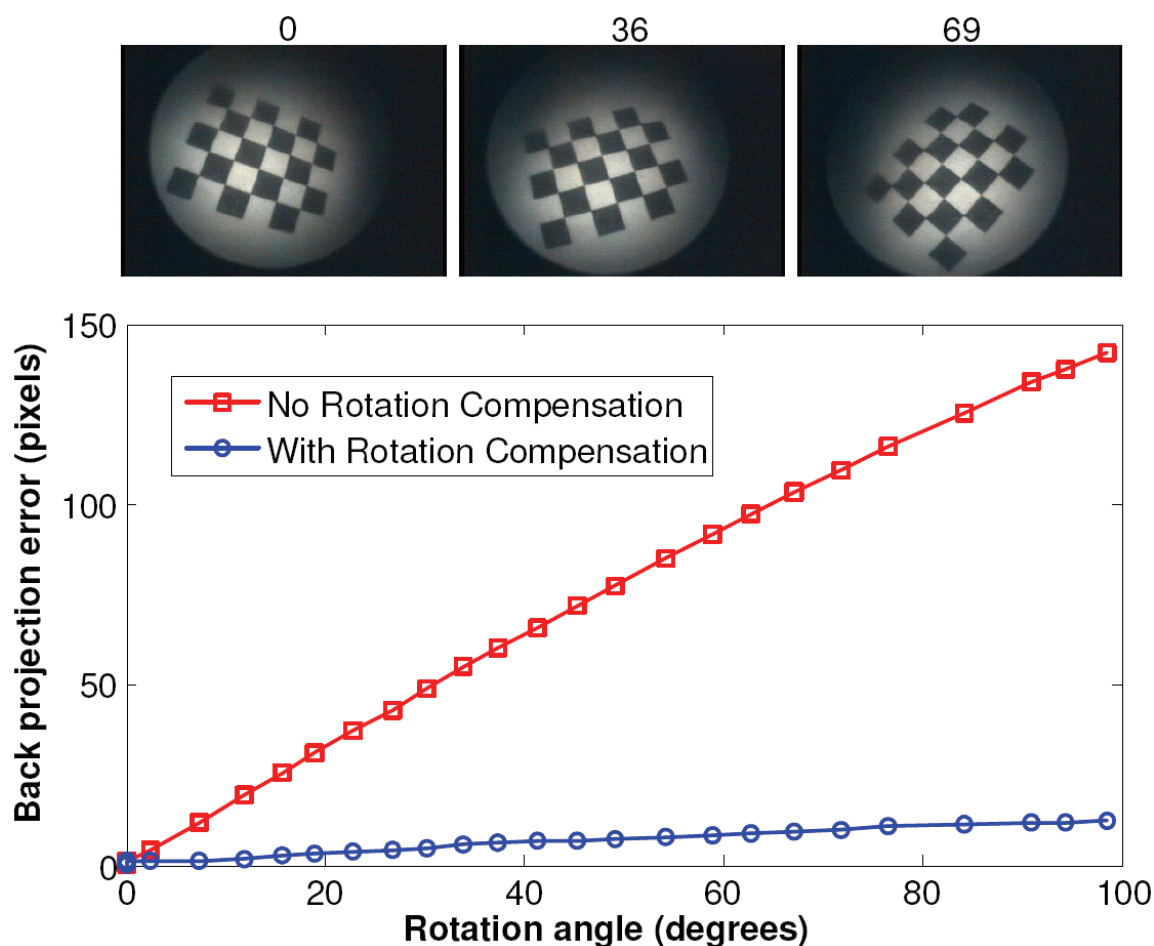 0 36 69
150
100
50
0
Back projection error (pixels)
No Rotation Compensation
With Rotation Compensation
0 20 40 60 80 100
Rotation angle (degrees)